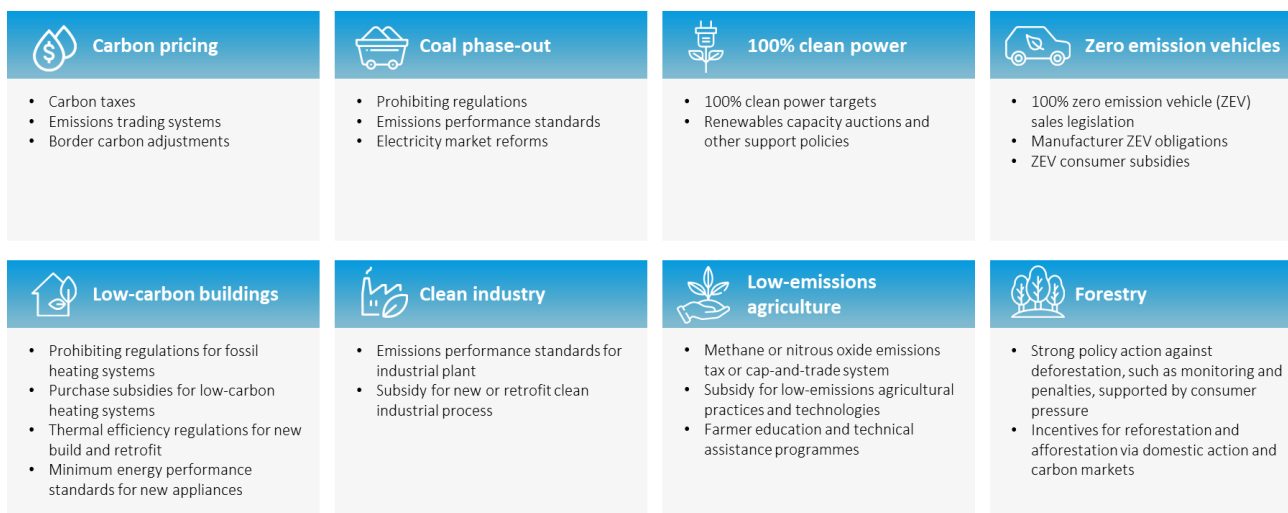 Carbon pricing
• Carbon taxes
• Emissions trading systems
• Border carbon adjustments
Coal phase-out
• Prohibiting regulations
• Emissions performance standards
• Electricity market reforms
100% clean power
• 100% clean power targets
• Renewables capacity auctions and
other support policies
Zero emission vehicles
• 100% zero emission vehicle (ZEV)
sales legislation
• Manufacturer ZEV obligations
• ZEV consumer subsidies
Low-carbon buildings
• Prohibiting regulations for fossil
heating systems
• Purchase subsidies for low-carbon
heating systems
• Thermal efficiency regulations for new
build and retrofit
• Minimum energy performance
standards for new appliances
Clean industry
• Emissions performance standards for
industrial plant
• Subsidy for new or retrofit clean
industrial process
Low-emissions
agriculture
• Methane or nitrous oxide emissions
tax or cap-and-trade system
• Subsidy for low-emissions agricultural
practices and technologies
• Farmer education and technical
assistance programmes
Forestry
• Strong policy action against
deforestation, such as monitoring and
penalties, supported by consumer
pressure
• Incentives for reforestation and
afforestation via domestic action and
carbon markets